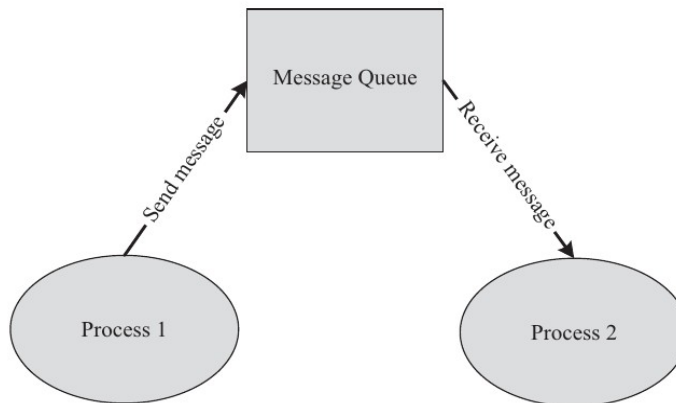 Message Queue
Send message
Receive message
Process 1
Process 2